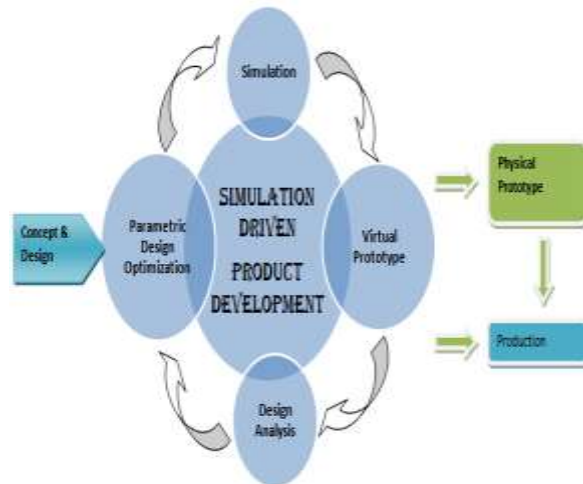 Simulation
Concept &
Design
Parametric
Design
Optimization
SIMULATION
DRIVEN
PRODUCT
DEVELOPMENT
Virtual
Prototype
Physical
Prototype
Production
Design
Analysis